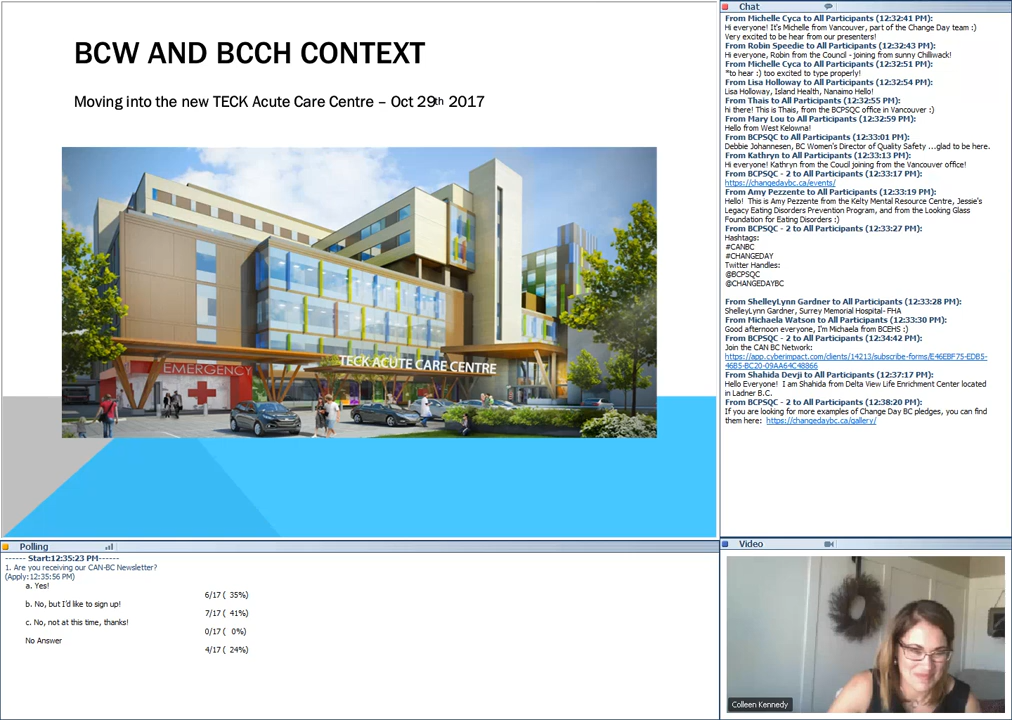 BCW AND BCCH CONTEXT
Moving into the new TECK Acute Care Centre – Oct 29th 2017
EMERGENCY
TECK ACUTE CARE CENTRE
Polling
------ Start:12:35:23 PM------
1. Are you receiving our CAN-BC Newsletter?
(Apply:12:35:56 PM)
a. Yes!
6/17 ( 35%)
b. No, but I'd like to sign up!
7/17 ( 41%)
c. No, not at this time, thanks!
0/17 ( 0%)
No Answer
4/17 ( 24%)
Chat
From Michelle Cyca to All Participants (12:32:41 PM):
Hi everyone! It's Michelle from Vancouver, part of the Change Day team :)
Very excited to be hear from our presenters!
From Robin Speedie to All Participants (12:32:43 PM):
Hi everyone, Robin from the Council - joining from sunny Chilliwack!
From Michelle Cyca to All Participants (12:32:51 PM):
*to hear :) too excited to type properly!
From Lisa Holloway to All Participants (12:32:54 PM):
Lisa Holloway, Island Health, Nanaimo Hello!
From Thais to All Participants (12:32:55 PM):
hi there! This is Thais, from the BCPSQC office in Vancouver :)
From Mary Lou to All Participants (12:32:59 PM):
Hello from West Kelowna!
From BCPSQC to All Participants (12:33:01 PM):
Debbie Johannesen, BC Women's Director of Quality Safety ...glad to be here.
From Kathryn to All Participants (12:33:13 PM):
Hi everyone! Kathryn from the Coucil joining from the Vancouver office!
From BCPSQC - 2 to All Participants (12:33:17 PM):
https://changedaybc.ca/events/
From Amy Pezzente to All Participants (12:33:19 PM):
Hello! This is Amy Pezzente from the Kelty Mental Resource Centre, Jessie's
Legacy Eating Disorders Prevention Program, and from the Looking Glass
Foundation for Eating Disorders :)
From BCPSQC - 2 to All Participants (12:33:27 PM):
Hashtags:
#CANBC
#CHANGEDAY
Twitter Handles:
@BCPSQC
@CHANGEDAYBC
From ShelleyLynn Gardner to All Participants (12:33:28 PM):
ShelleyLynn Gardner, Surrey Memorial Hospital- FHA
From Michaela Watson to All Participants (12:33:30 PM):
Good afternoon everyone, I'm Michaela from BCEHS :)
From BCPSQC - 2 to All Participants (12:34:42 PM):
Join the CAN BC Network:
https://app.cyberimpact.com/clients/14213/subscribe-forms/E46EBF75-EDB5-
46B5-BC20-09AA64C48866
From Shahida Devji to All Participants (12:37:17 PM):
Hello Everyone! I am Shahida from Delta View Life Enrichment Center located
in Ladner B.C.
From BCPSQC - 2 to All Participants (12:38:20 PM):
If you are looking for more examples of Change Day BC pledges, you can find
them here: https://changedaybc.ca/gallery/
Video
Colleen Kennedy